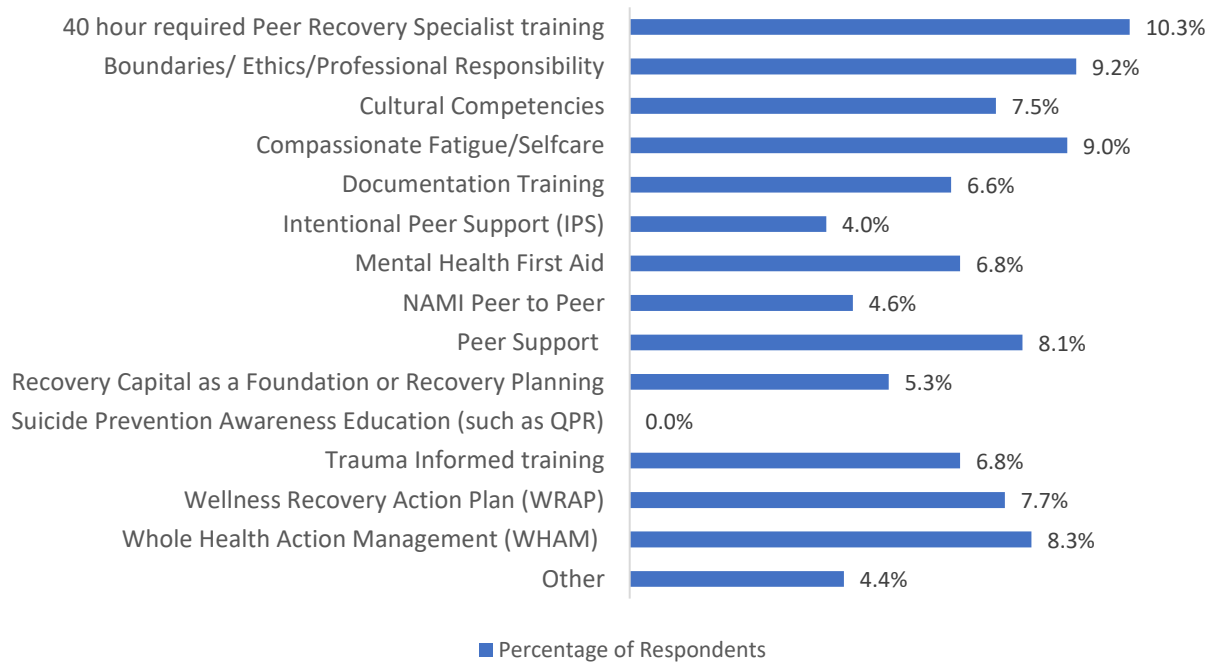 40 hour required Peer Recovery Specialist training 10.3%
Boundaries/ Ethics/Professional Responsibility 9.2%
Cultural Competencies 7.5%
Compassionate Fatigue/Selfcare 9.0%
Documentation Training 6.6%
Intentional Peer Support (IPS) 4.0%
Mental Health First Aid 6.8%
NAMI Peer to Peer 4.6%
Peer Support 8.1%
Recovery Capital as a Foundation or Recovery Planning 5.3%
Suicide Prevention Awareness Education (such as QPR) 0.0%
Trauma Informed training 6.8%
Wellness Recovery Action Plan (WRAP) 7.7%
Whole Health Action Management (WHAM) 8.3%
Other 4.4%
Percentage of Respondents